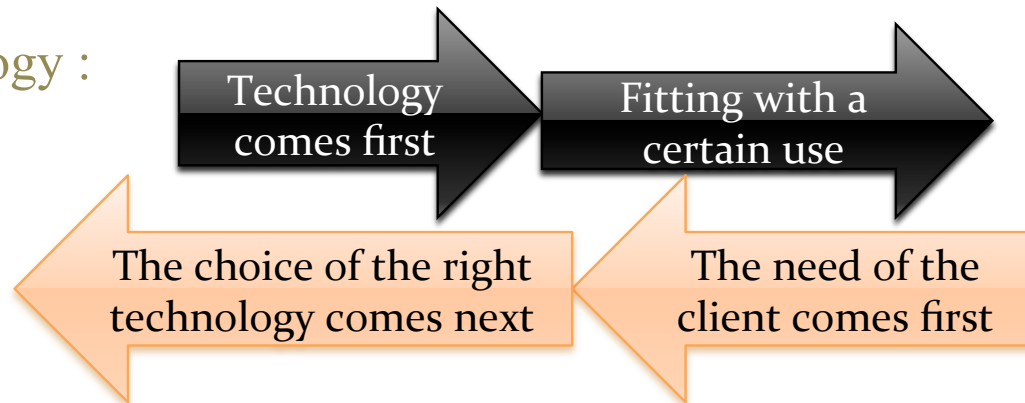 ogy :
Technology
comes first
Fitting with a
certain use
The choice of the right
technology comes next
The need of the
client comes first